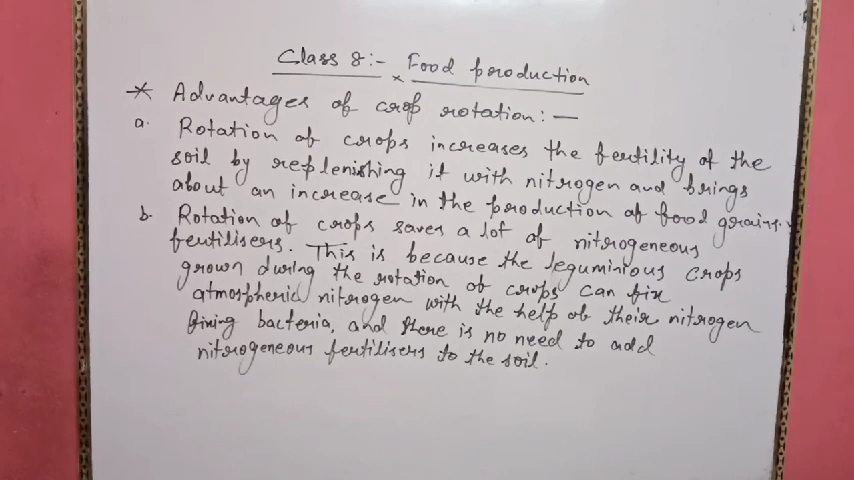 Class 8:- Food production
* Advantages of crop rotation:-
a. Rotation of crops increases the fertility of the
soil by replenishing it with nitrogen and brings
about an increase in the production of food grains.
b. Rotation of crops saves a lot of nitrogeneous
fertilisers. This is because the leguminious crops
grown during the rotation of crops can fix
atmospheric nitrogen with the help of their nitrogen
fixing bacteria, and there is no need to add
nitrogeneous fertilisers to the soil.